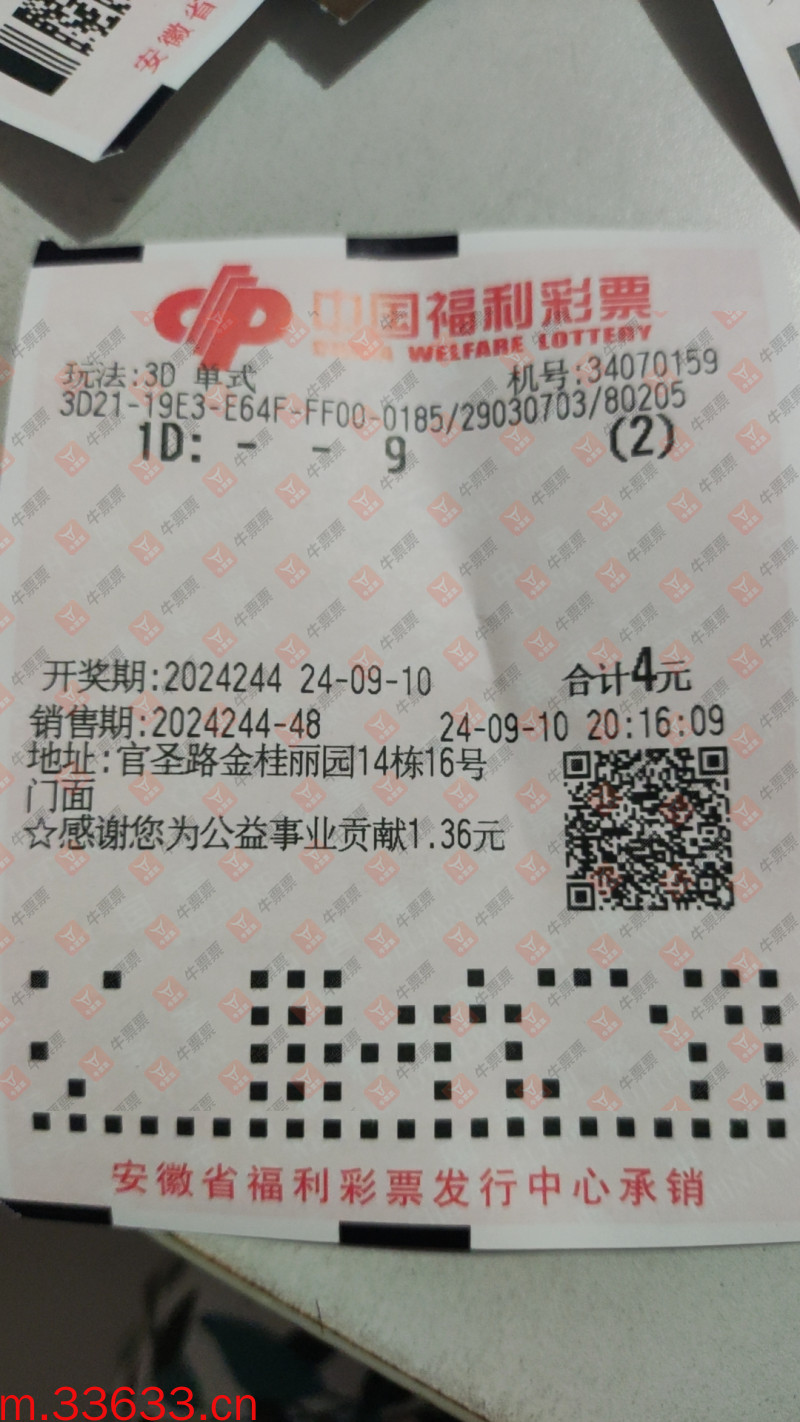 安徽省
中国福利彩票
CHINA WELFARE LOTTERY
玩法:3D 单式
机号:34070159
3D21-19E3-E64F-FF00-0185/29030703/80205
1D: - - 9 (2)
开奖期:2024244 24-09-10 合计4元
销售期:2024244-48 24-09-10 20:16:09
地址:官圣路金桂丽园14栋16号
门面
☆感谢您为公益事业贡献1.36元
安徽省福利彩票发行中心承销
牛票票
m.33633.cn